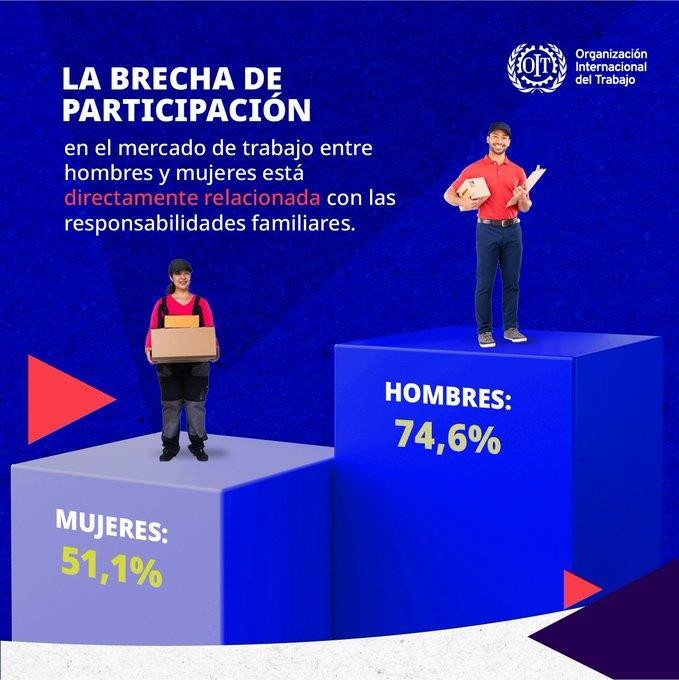 LA BRECHA DE
PARTICIPACIÓN
en el mercado de trabajo entre
hombres y mujeres está
directamente relacionada con las
responsabilidades familiares.
OIT
Organización
Internacional
del Trabajo
HOMBRES:
74,6%
MUJERES:
51,1%